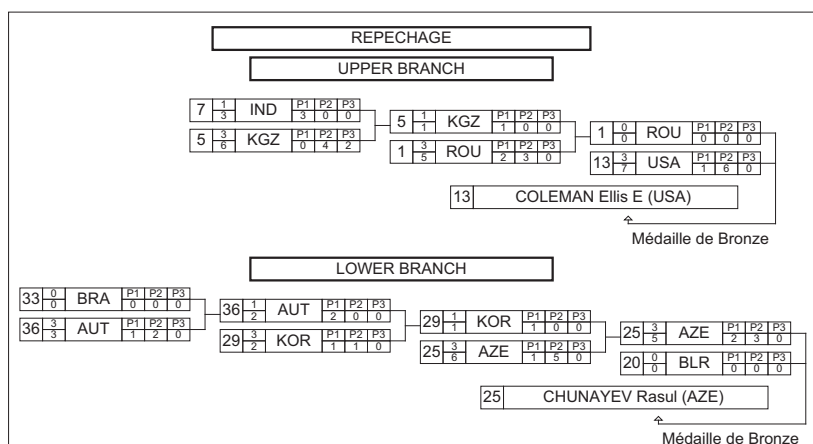 REPECHAGE
UPPER BRANCH
7 1 3 IND P1 P2 P3 3 0 0
5 3 6 KGZ P1 P2 P3 0 4 2
5 1 1 KGZ P1 P2 P3 1 0 0
1 3 5 ROU P1 P2 P3 2 3 0
1 0 0 ROU P1 P2 P3 0 0 0
13 3 7 USA P1 P2 P3 1 6 0
13 COLEMAN Ellis E (USA)
Médaille de Bronze
LOWER BRANCH
33 0 0 BRA P1 P2 P3 0 0 0
36 3 3 AUT P1 P2 P3 1 2 0
36 1 2 AUT P1 P2 P3 2 0 0
29 3 2 KOR P1 P2 P3 1 1 0
29 1 1 KOR P1 P2 P3 1 0 0
25 3 6 AZE P1 P2 P3 1 5 0
25 3 5 AZE P1 P2 P3 2 3 0
20 0 0 BLR P1 P2 P3 0 0 0
25 CHUNAYEV Rasul (AZE)
Médaille de Bronze